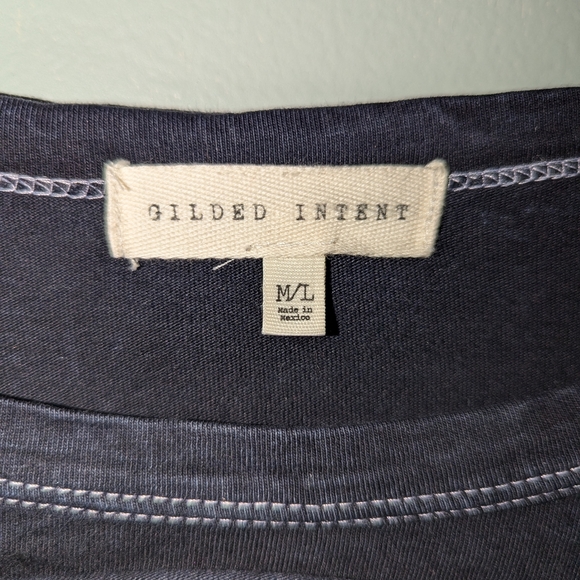 GILDED INTENT
M/L
Made in
Mexico